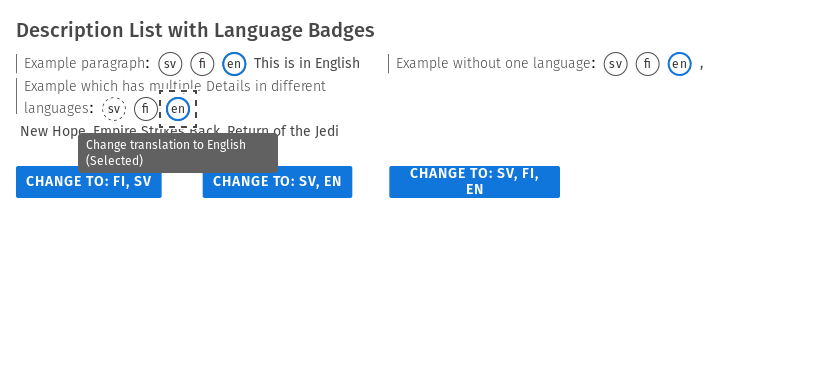 Description List with Language Badges
Example paragraph: sv fi en This is in English
Example without one language: sv fi en ,
Example which has multiple Details in different
languages: sv fi en
New Hope, Empire Strikes Back, Return of the Jedi
Change translation to English
(Selected)
CHANGE TO: FI, SV
CHANGE TO: SV, EN
CHANGE TO: SV, FI,
EN